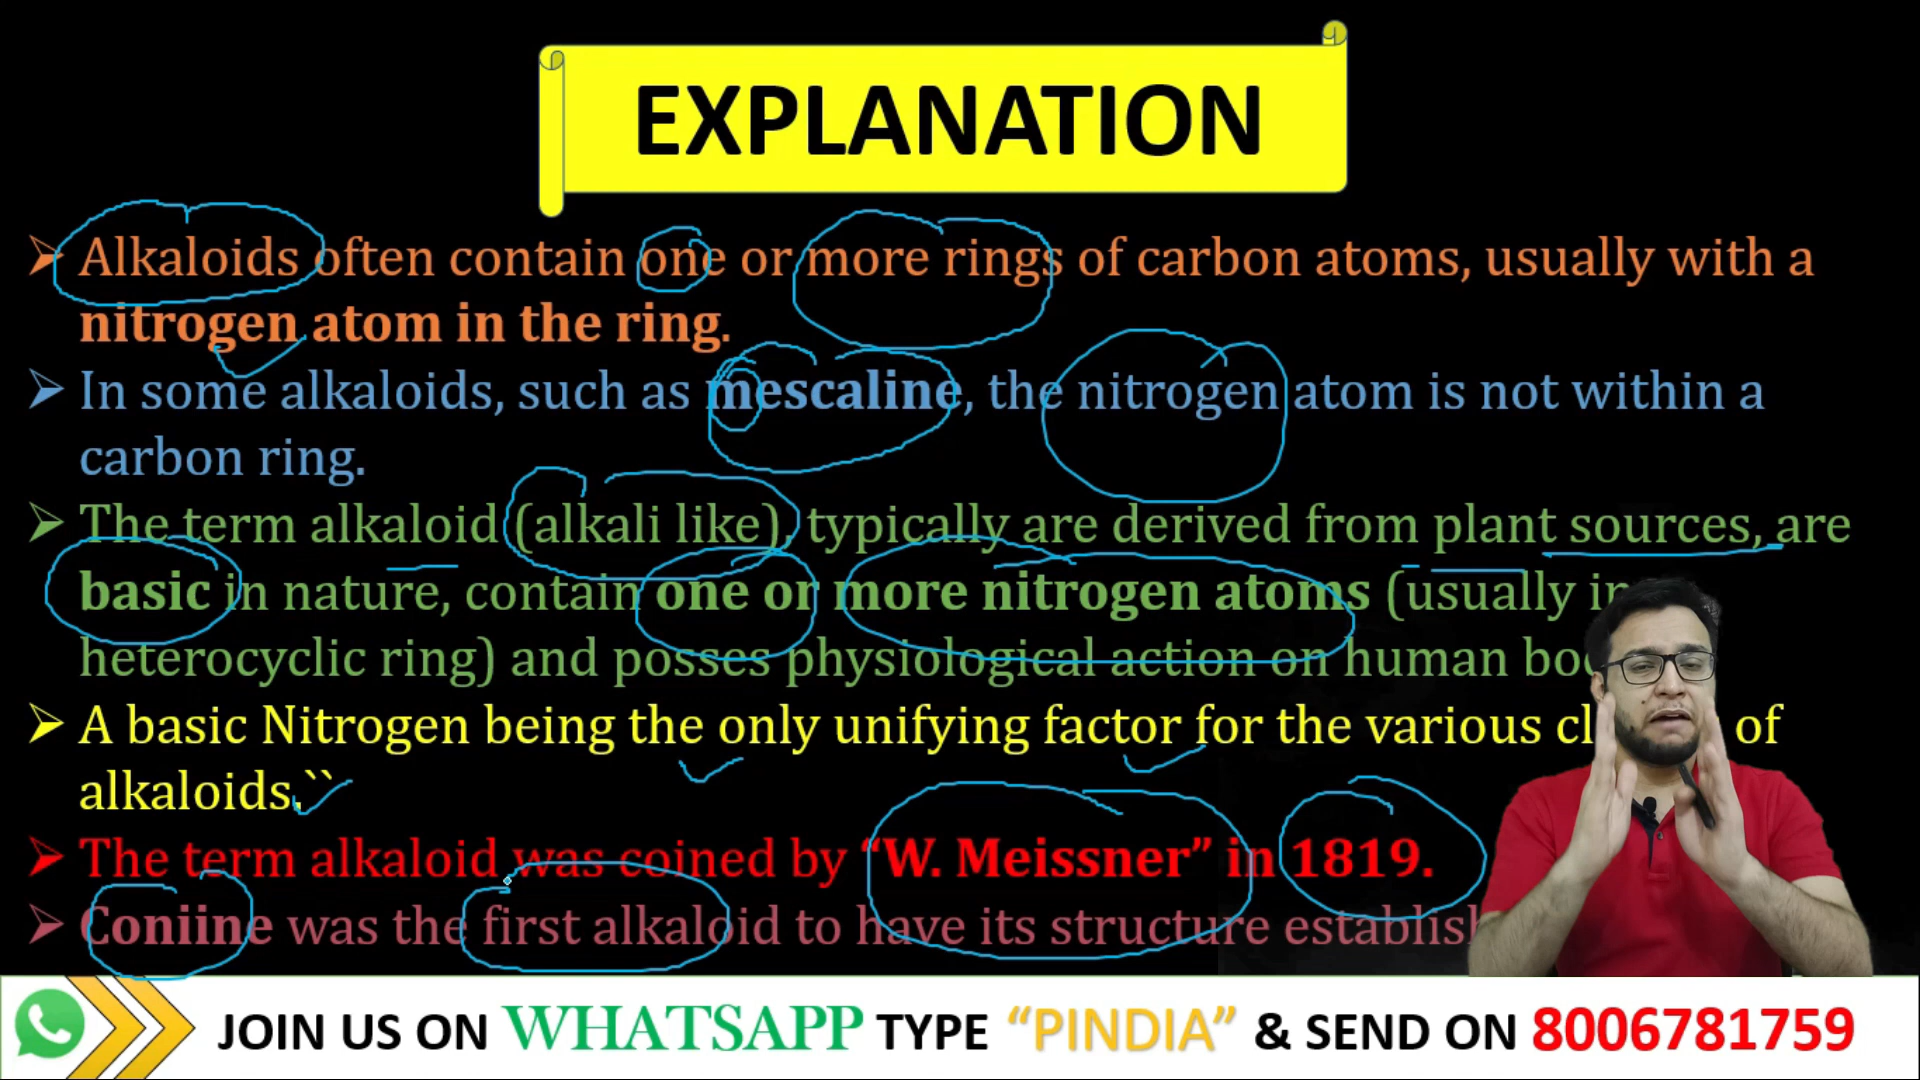 EXPLANATION
➢ Alkaloids often contain one or more rings of carbon atoms, usually with a
nitrogen atom in the ring.
➢ In some alkaloids, such as mescaline, the nitrogen atom is not within a
carbon ring.
➢ The term alkaloid (alkali like), typically are derived from plant sources, are
basic in nature, contain one or more nitrogen atoms (usually in
heterocyclic ring) and posses physiological action on human
➢ A basic Nitrogen being the only unifying factor for the various of
alkaloids.``
➢ The term alkaloid was coined by “W. Meissner” in 1819.
➢ Coniine was the first alkaloid to have its structure
JOIN US ON WHATSAPP TYPE “PINDIA” & SEND ON 8006781759